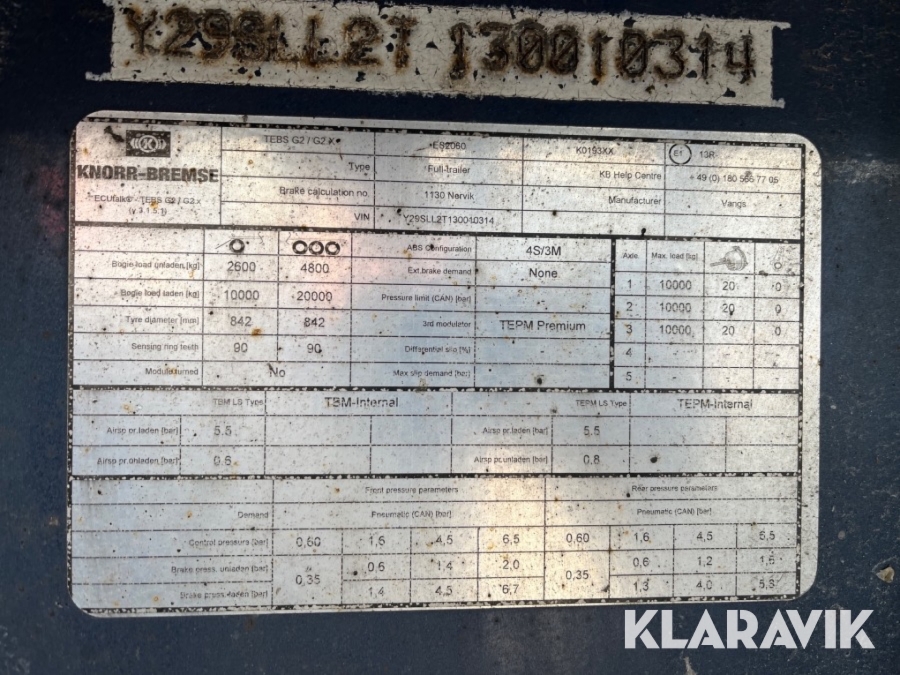 Y29SLL2T 130010314
KNORR-BREMSE
ECUtalk® - TEBS G2 / G2.x
(v 3.1.5.1)
TEBS G2 / G2.X ES2060 K0193XX E1 13R
Type Full-trailer KB Help Centre + 49 (0) 180 566 77 05
Brake calculation no. 1130 Nervik Manufacturer Vangs
VIN Y29SLL2T130010314
ABS Configuration 4S/3M Axle Max. load [kg]
Bogie load unladen [kg] 2600 4800 Ext.brake demand None 1 10000 20 0
Bogie load laden [kg] 10000 20000 Pressure limit (CAN) [bar] - 2 10000 20 0
Tyre diameter [mm] 842 842 3rd modulator TEPM Premium 3 10000 20 0
Sensing ring teeth 90 90 Differential slip [%] 4 - - -
Module turned No Max slip demand [bar] - 5 - - -
TBM LS Type TBM-Internal TEPM LS Type TEPM-Internal
Airsp pr.laden [bar] 5.5 Airsp pr.laden [bar] 5.5
Airsp pr.unladen [bar] 0.6 Airsp pr.unladen [bar] 0.8
Front pressure parameters Rear pressure parameters
Demand Pneumatic (CAN) [bar] Pneumatic (CAN) [bar]
Control pressure [bar] 0,60 1,6 4,5 6,5 0,60 1,6 4,5 6,5
Brake press. unladen [bar] 0,35 0,6 1,4 2,0 0,35 0,6 1,2 1,6
Brake press. laden [bar] 1,4 4,5 6,7 1,3 4,0
KLARAVIK